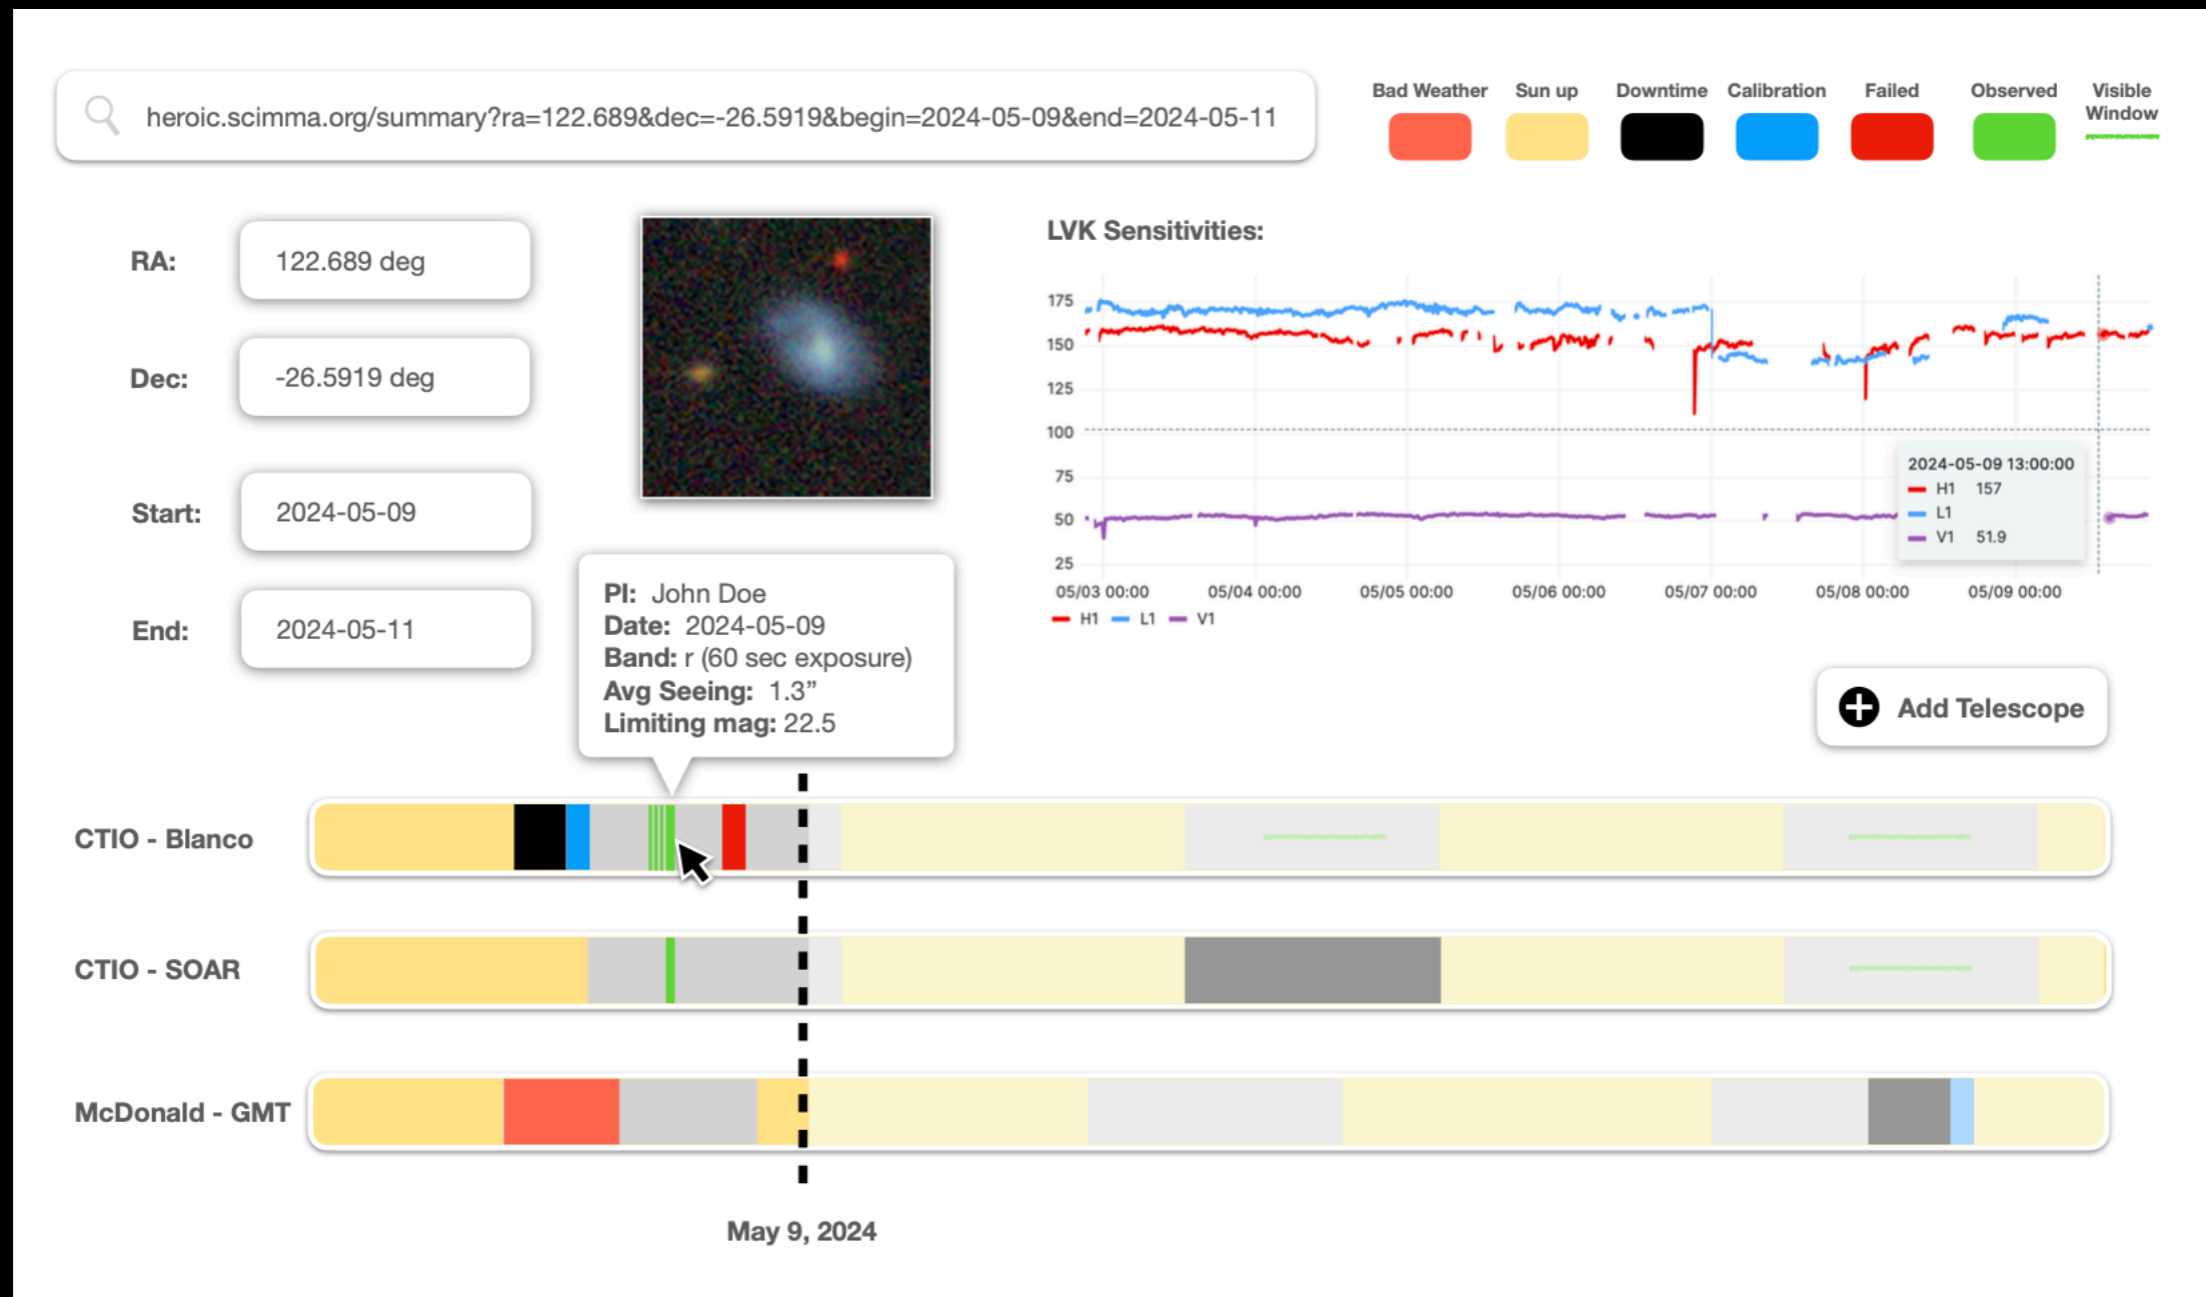 heroic.scimma.org/summary?ra=122.689&dec=-26.5919&begin=2024-05-09&end=2024-05-11
Bad Weather
Sun up
Downtime
Calibration
Failed
Observed
Visible
Window
RA:
122.689 deg
Dec:
-26.5919 deg
Start:
2024-05-09
End:
2024-05-11
PI: John Doe
Date: 2024-05-09
Band: r (60 sec exposure)
Avg Seeing: 1.3”
Limiting mag: 22.5
LVK Sensitivities:
175
150
125
100
75
50
25
2024-05-09 13:00:00
H1 157
L1
V1 51.9
05/03 00:00 05/04 00:00 05/05 00:00 05/06 00:00 05/07 00:00 05/08 00:00 05/09 00:00
H1 L1 V1
Add Telescope
CTIO - Blanco
CTIO - SOAR
McDonald - GMT
May 9, 2024